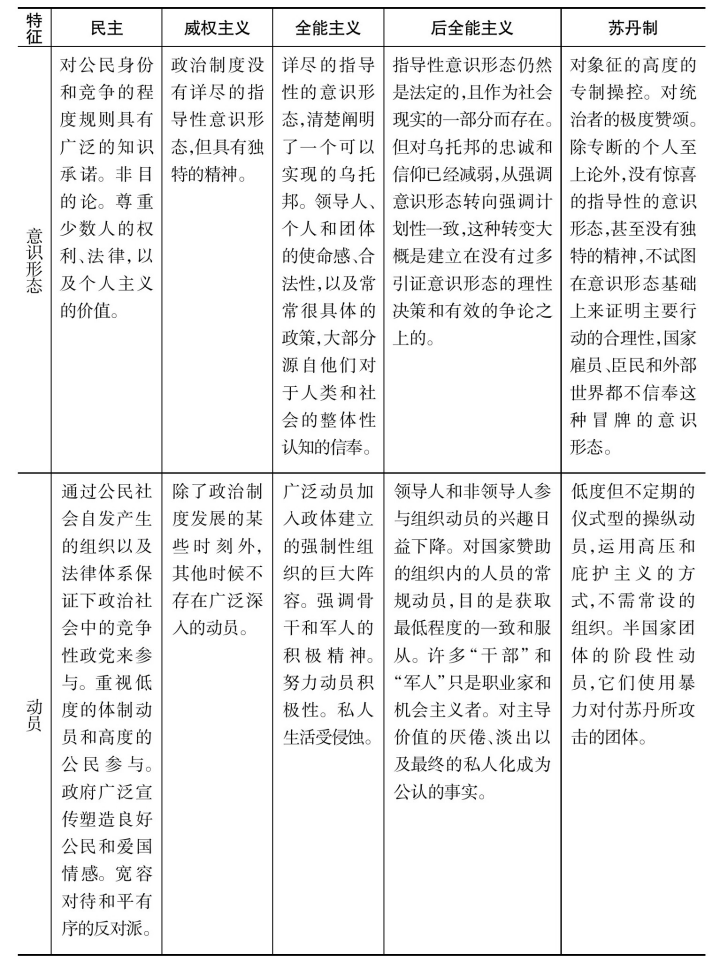 特征
民主
威权主义
全能主义
后全能主义
苏丹制
意识形态
对公民身份
和竞争的程
度规则具有
广泛的知识
承诺。非目
的论。尊重
少数人的权
利、法律，以
及个人主义
的价值。
政治制度没
有详尽的指
导性意识形
态，但具有独
特的精神。
详尽的指导
性的意识形
态，清楚阐明
了一个可以
实现的乌托
邦。领导人、
个人和团体
的使命感、合
法性，以及常
常很具体的
政策，大部分
源自他们对
于人类和社
会的整体性
认知的信奉。
指导性意识形态仍然
是法定的，且作为社会
现实的一部分而存在。
但对乌托邦的忠诚和
信仰已经减弱，从强调
意识形态转向强调计
划性一致，这种转变大
概是建立在没有过多
引证意识形态的理性
决策和有效的争论之
上的。
对象征的高度的
专制操控。对统
治者的极度赞颂。
除专断的个人至
上论外，没有惊喜
的指导性的意识
形态，甚至没有独
特的精神，不试图
在意识形态基础
上来证明主要行
动的合理性，国家
雇员、臣民和外部
世界都不信奉这
种冒牌的意识
形态。
动员
通过公民社
会自发产生
的组织以及
法律体系保
证下政治社
会中的竞争
性政党来参
与。重视低
度的体制动
员和高度的
公民参与。
政府广泛宣
传塑造良好
公民和爱国
情感。宽容
对待和平有
序的反对派。
除了政治制
度发展的某
些时刻外，
其他时候不
存在广泛深
入的动员。
广泛动员加
入政体建立
的强制性组
织的巨大阵
容。强调骨
干和军人的
积极精神。
努力动员积
极性。私人
生活受侵蚀。
领导人和非领导人参
与组织动员的兴趣日
益下降。对国家赞助
的组织内的人员的常
规动员，目的是获取
最低程度的一致和服
从。许多“干部”和
“军人”只是职业家和
机会主义者。对主导
价值的厌倦、淡出以
及最终的私人化成为
公认的事实。
低度但不定期的
仪式型的操纵动
员，运用高压和
庇护主义的方
式，不需常设的
组织。半国家团
体的阶段性动
员，它们使用暴
力对付苏丹所攻
击的团体。